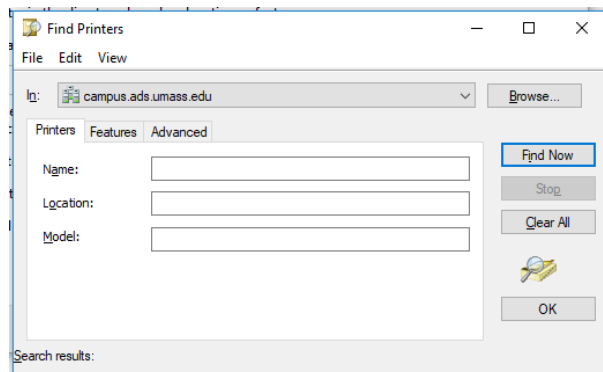 Find Printers
File Edit View
In: campus.ads.umass.edu Browse...
Printers Features Advanced
Find Now
Name:
Stop
Location:
Clear All
Model:
OK
Search results: